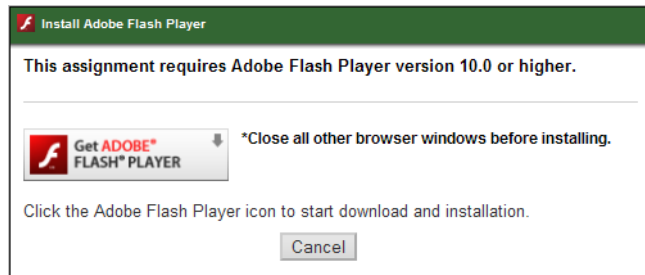 Install Adobe Flash Player
This assignment requires Adobe Flash Player version 10.0 or higher.
Get ADOBE®
FLASH® PLAYER
*Close all other browser windows before installing.
Click the Adobe Flash Player icon to start download and installation.
Cancel